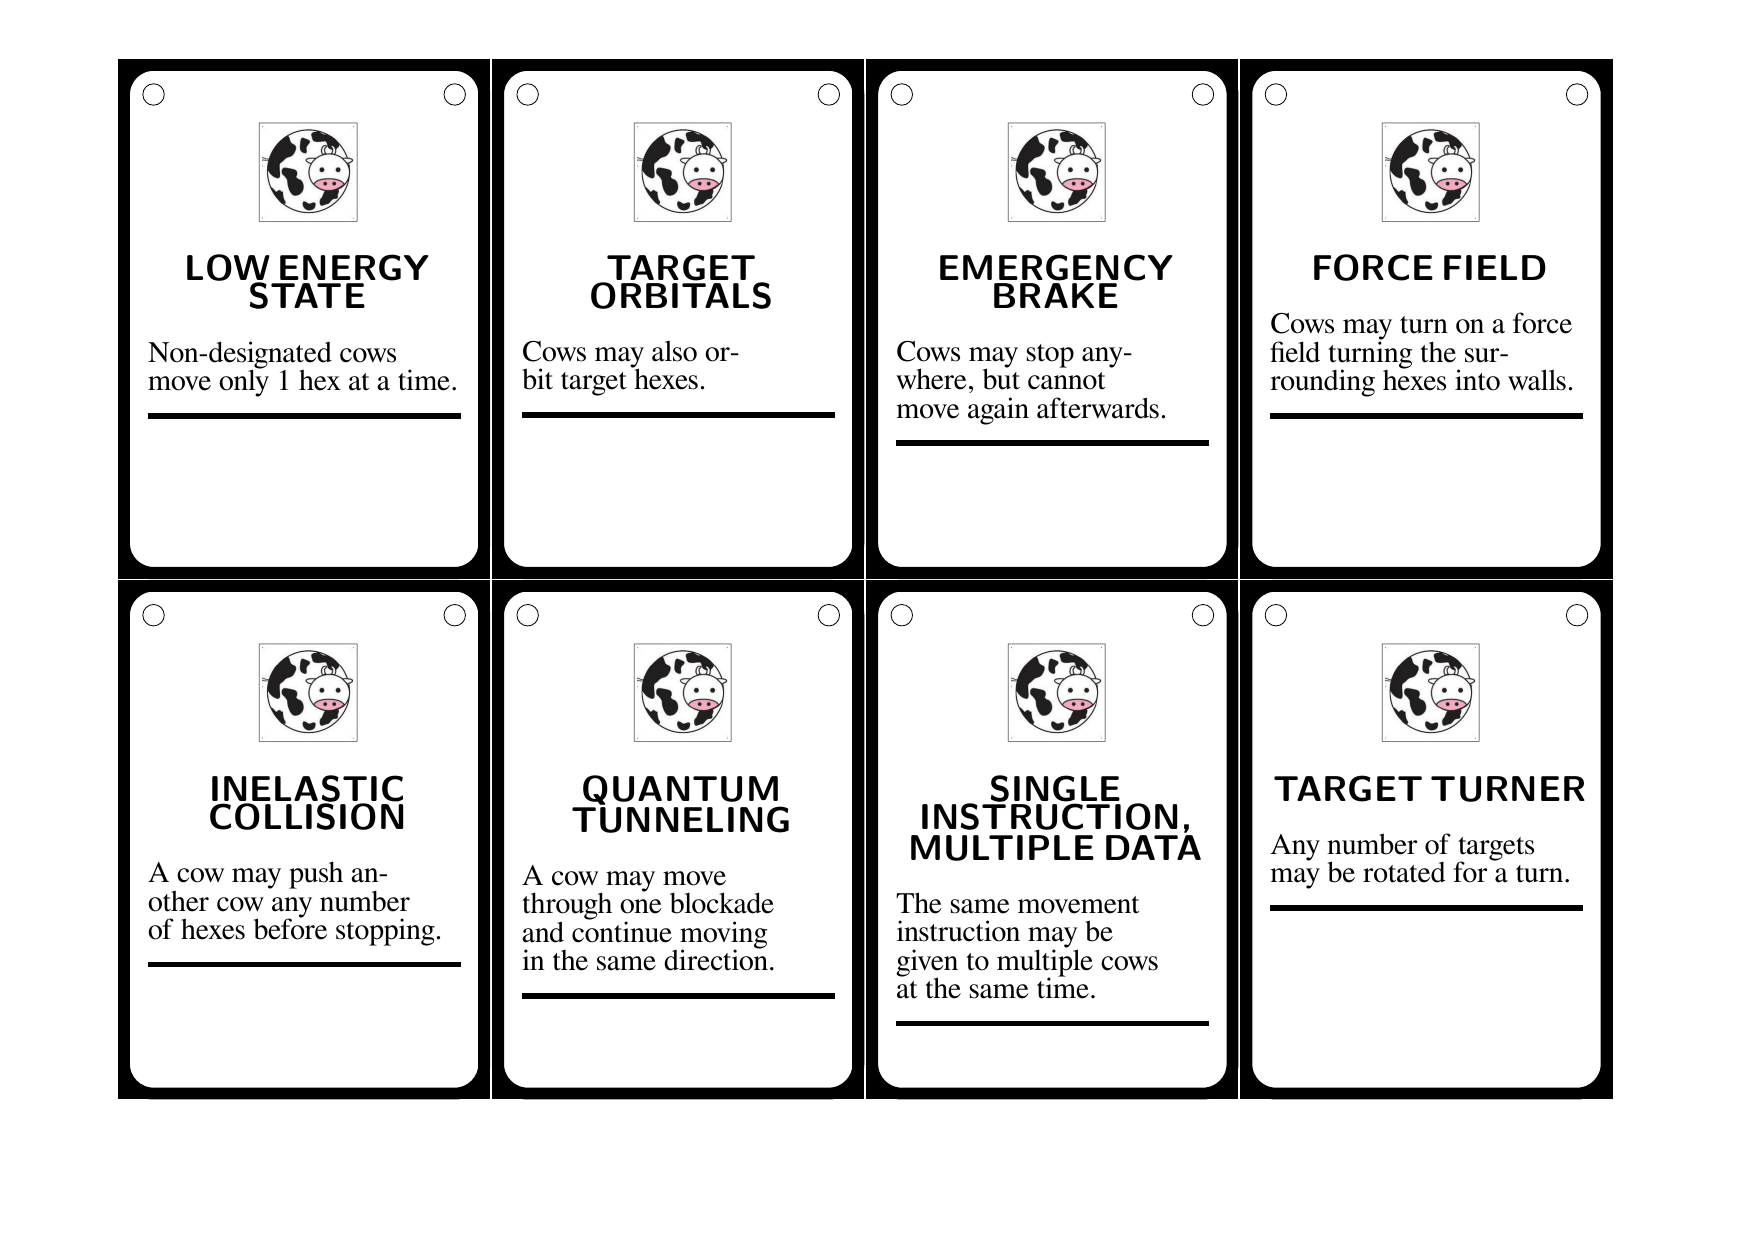 LOW ENERGY
STATE
Non-designated cows
move only 1 hex at a time.
TARGET
ORBITALS
Cows may also or-
bit target hexes.
EMERGENCY
BRAKE
Cows may stop any-
where, but cannot
move again afterwards.
FORCE FIELD
Cows may turn on a force
field turning the sur-
rounding hexes into walls.
INELASTIC
COLLISION
A cow may push an-
other cow any number
of hexes before stopping.
QUANTUM
TUNNELING
A cow may move
through one blockade
and continue moving
in the same direction.
SINGLE
INSTRUCTION,
MULTIPLE DATA
The same movement
instruction may be
given to multiple cows
at the same time.
TARGET TURNER
Any number of targets
may be rotated for a turn.